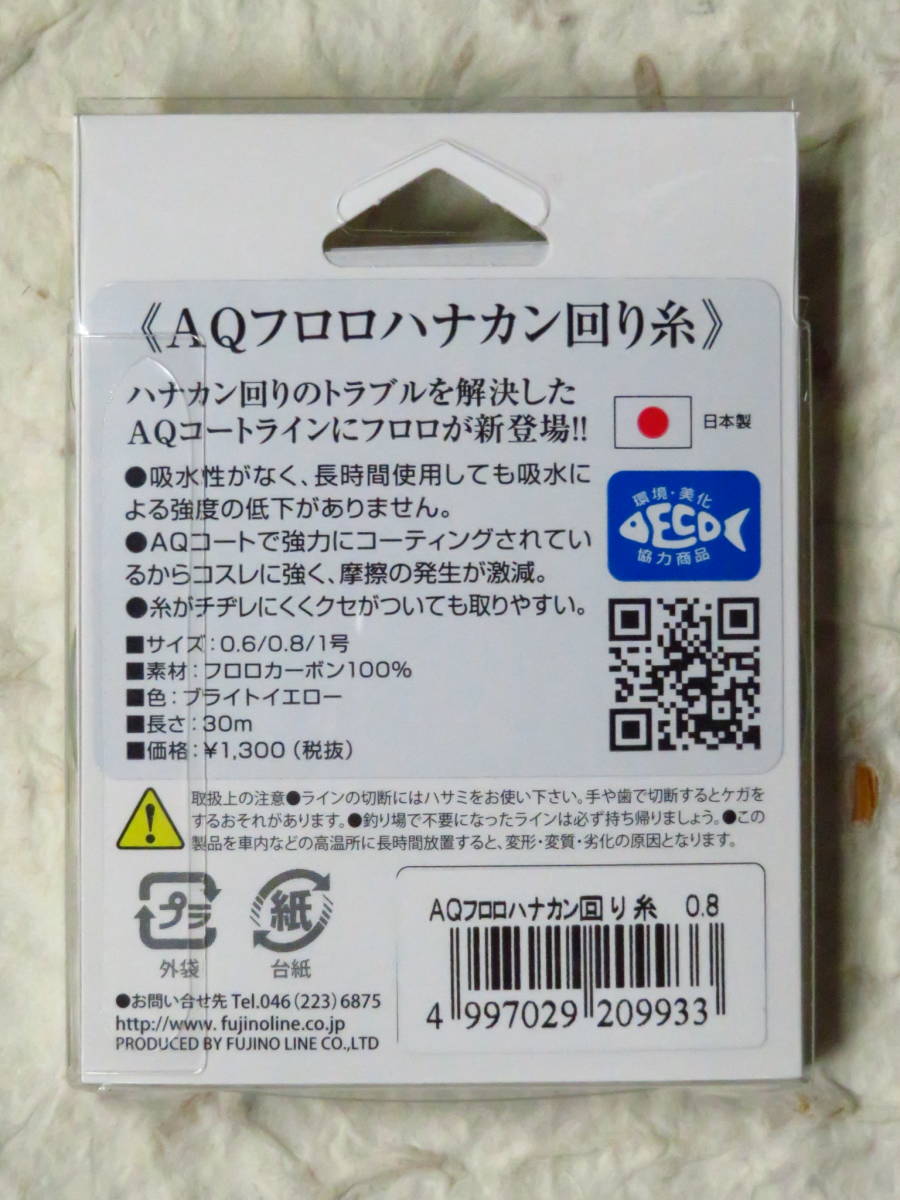 《AQフロロハナカン回り糸》
ハナカン回りのトラブルを解決した
AQコートラインにフロロが新登場!!
日本製
●吸水性がなく、長時間使用しても吸水に
よる強度の低下がありません。
●AQコートで強力にコーティングされてい
るからコスレに強く、摩擦の発生が激減。
●糸がチヂレにくくクセがついても取りやすい。
環境・美化
ECO
協力商品
■サイズ:0.6/0.8/1号
■素材:フロロカーボン100%
■色:ブライトイエロー
■長さ:30m
■価格:¥1,300(税抜)
取扱上の注意●ラインの切断にはハサミをお使い下さい。手や歯で切断するとケガを
するおそれがあります。●釣り場で不要になったラインは必ず持ち帰りましょう。●この
製品を車内などの高温所に長時間放置すると、変形・変質・劣化の原因となります。
プラ
外袋
紙
台紙
●お問い合せ先 Tel.046(223)6875
http://www.fujinoline.co.jp
PRODUCED BY FUJINO LINE CO.,LTD
AQフロロハナカン回り糸 0.8
4 997029 209933